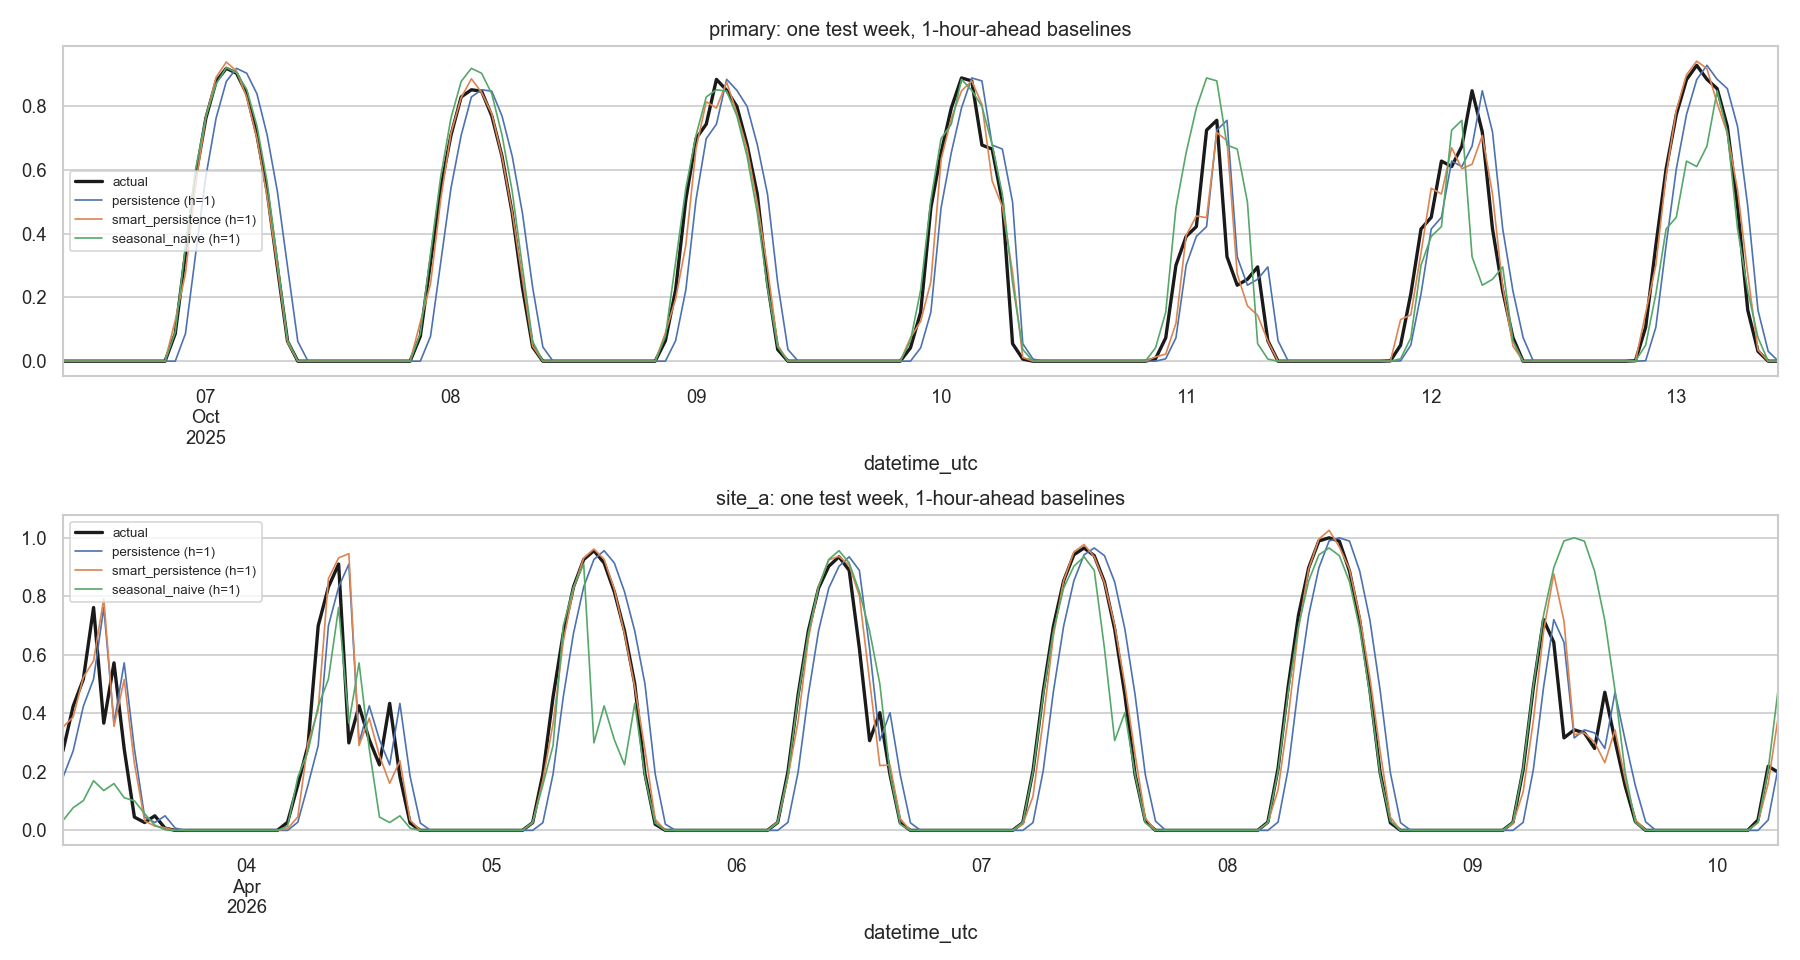 primary: one test week, 1-hour-ahead baselines
0.8
0.6
0.4
0.2
0.0
actual
persistence (h=1)
smart_persistence (h=1)
seasonal_naive (h=1)
07 08 09 10 11 12 13
Oct
2025
datetime_utc
site_a: one test week, 1-hour-ahead baselines
1.0
0.8
0.6
0.4
0.2
0.0
actual
persistence (h=1)
smart_persistence (h=1)
seasonal_naive (h=1)
04 05 06 07 08 09 10
Apr
2026
datetime_utc